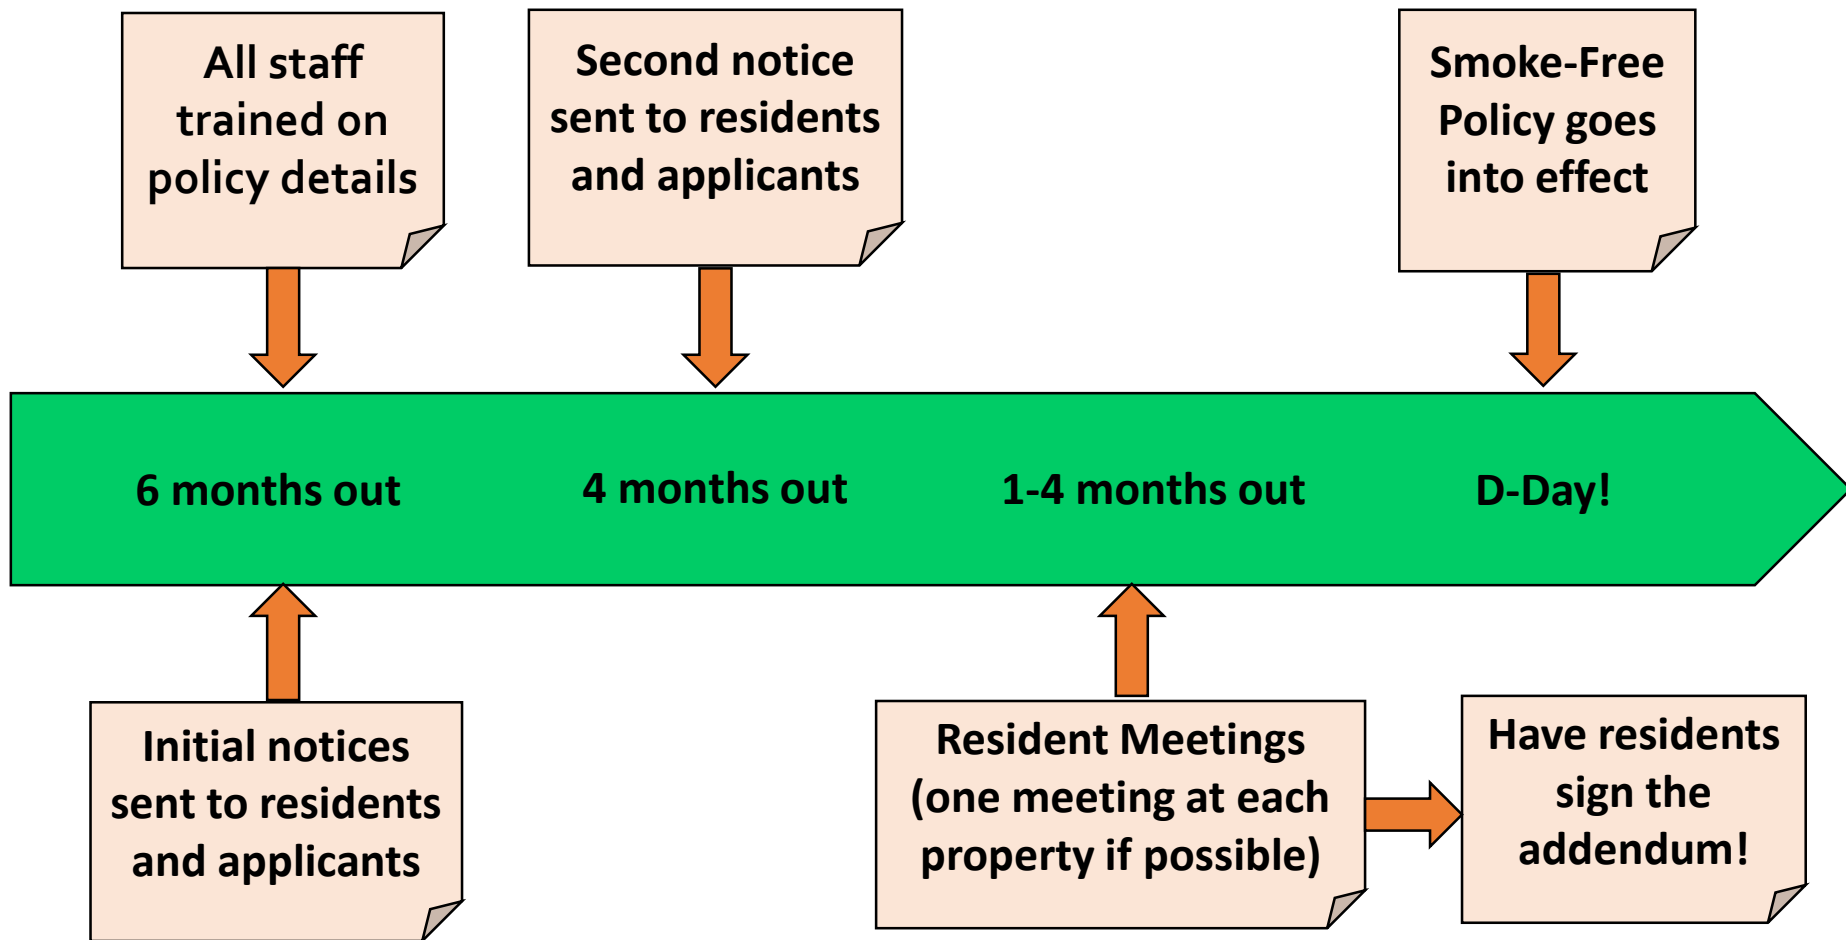 All staff
trained on
policy details
Second notice
sent to residents
and applicants
Smoke-Free
Policy goes
into effect
6 months out
4 months out
1-4 months out
D-Day!
Initial notices
sent to residents
and applicants
Resident Meetings
(one meeting at each
property if possible)
Have residents
sign the
addendum!